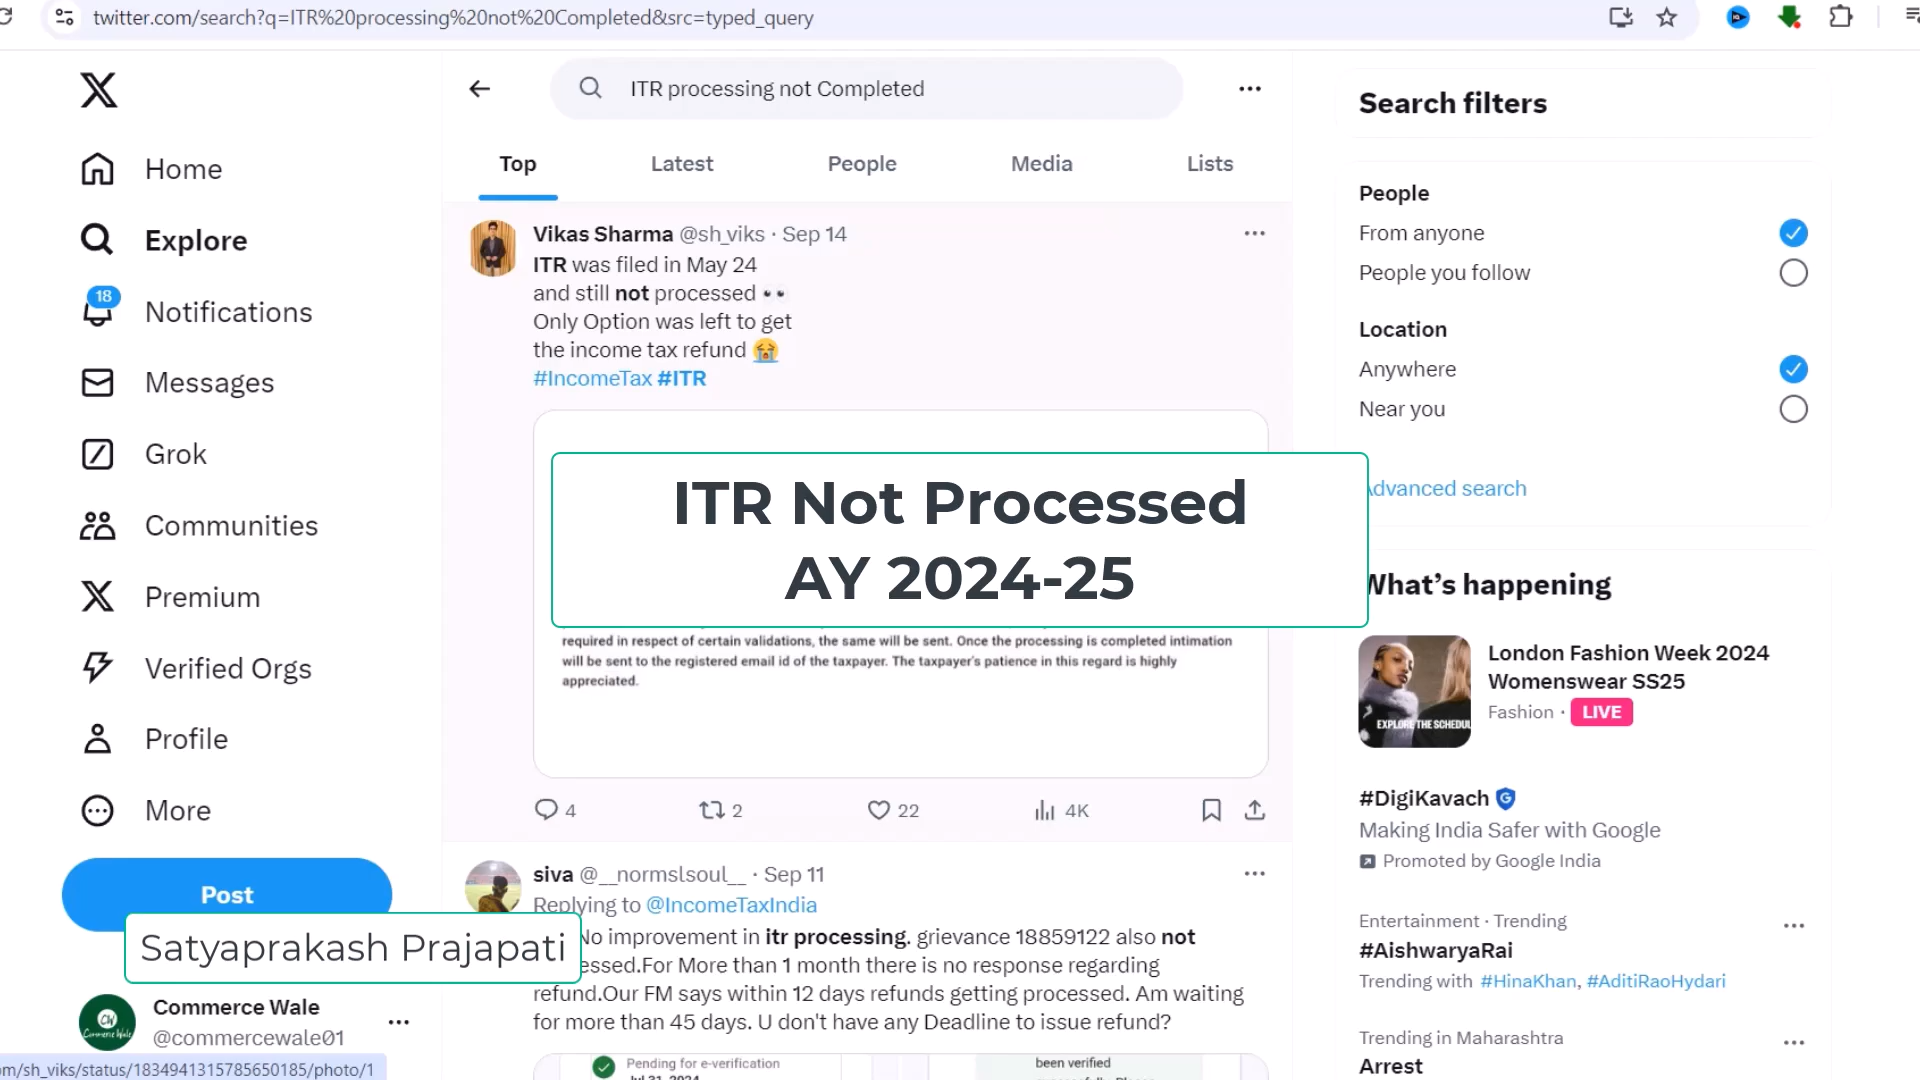 twitter.com/search?q=ITR%20processing%20not%20Completed&src=typed_query
Home
Explore
18
Notifications
Messages
Grok
Communities
Premium
Verified Orgs
Profile
More
Post
Satyaprakash Prajapati
Commerce Wale
@commercewale01
m/sh_viks/status/1834941315785650185/photo/1
ITR processing not Completed
Top
Latest
People
Media
Lists
Vikas Sharma @sh_viks · Sep 14
ITR was filed in May 24
and still not processed 👀
Only Option was left to get
the income tax refund 😭
#IncomeTax #ITR
ITR Not Processed
AY 2024-25
required in respect of certain validations, the same will be sent. Once the processing is completed intimation
will be sent to the registered email id of the taxpayer. The taxpayer's patience in this regard is highly
appreciated.
4
2
22
4K
siva @__normslsoul__ · Sep 11
Replying to @IncomeTaxIndia
No improvement in itr processing. grievance 18859122 also not
essed.For More than 1 month there is no response regarding
refund.Our FM says within 12 days refunds getting processed. Am waiting
for more than 45 days. U don't have any Deadline to issue refund?
Pending for e-verification
been verified
Search filters
People
From anyone
People you follow
Location
Anywhere
Near you
dvanced search
What's happening
London Fashion Week 2024
Womenswear SS25
Fashion · LIVE
EXPLORE THE SCHEDUL
#DigiKavach
Making India Safer with Google
Promoted by Google India
Entertainment · Trending
#AishwaryaRai
Trending with #HinaKhan, #AditiRaoHydari
Trending in Maharashtra
Arrest